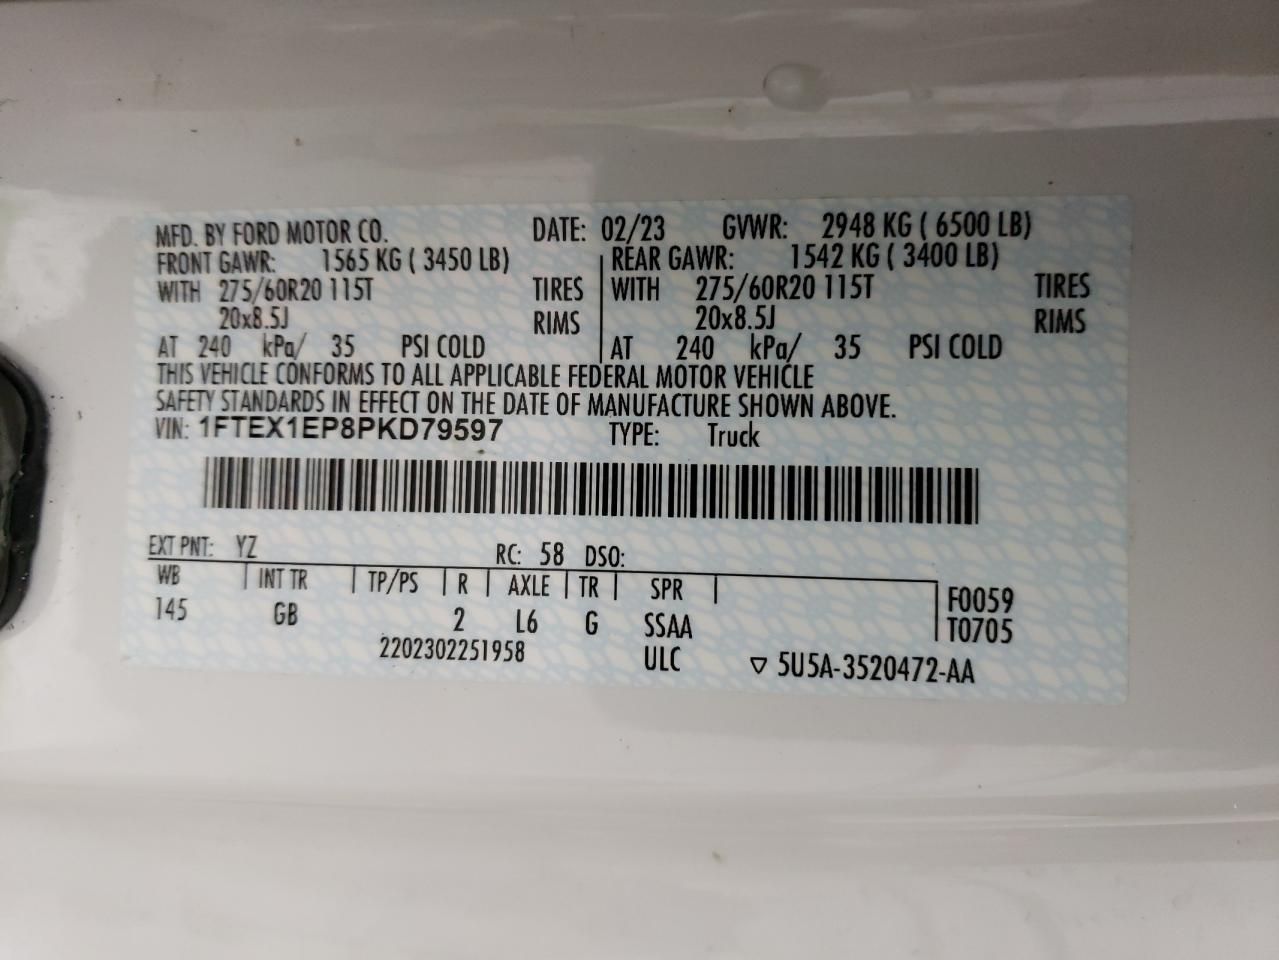 MFD. BY FORD MOTOR CO. DATE: 02/23 GVWR: 2948 KG ( 6500 LB)
FRONT GAWR: 1565 KG ( 3450 LB) REAR GAWR: 1542 KG ( 3400 LB)
WITH 275/60R20 115T TIRES WITH 275/60R20 115T TIRES
20x8.5J RIMS 20x8.5J RIMS
AT 240 kPa/ 35 PSI COLD AT 240 kPa/ 35 PSI COLD
THIS VEHICLE CONFORMS TO ALL APPLICABLE FEDERAL MOTOR VEHICLE
SAFETY STANDARDS IN EFFECT ON THE DATE OF MANUFACTURE SHOWN ABOVE.
VIN: 1FTEX1EP8PKD79597 TYPE: Truck
EXT PNT: YZ RC: 58 DSO:
WB INT TR TP/PS R AXLE TR SPR F0059
145 GB 2 L6 G SSAA T0705
2202302251958 ULC ▽ 5U5A-3520472-AA